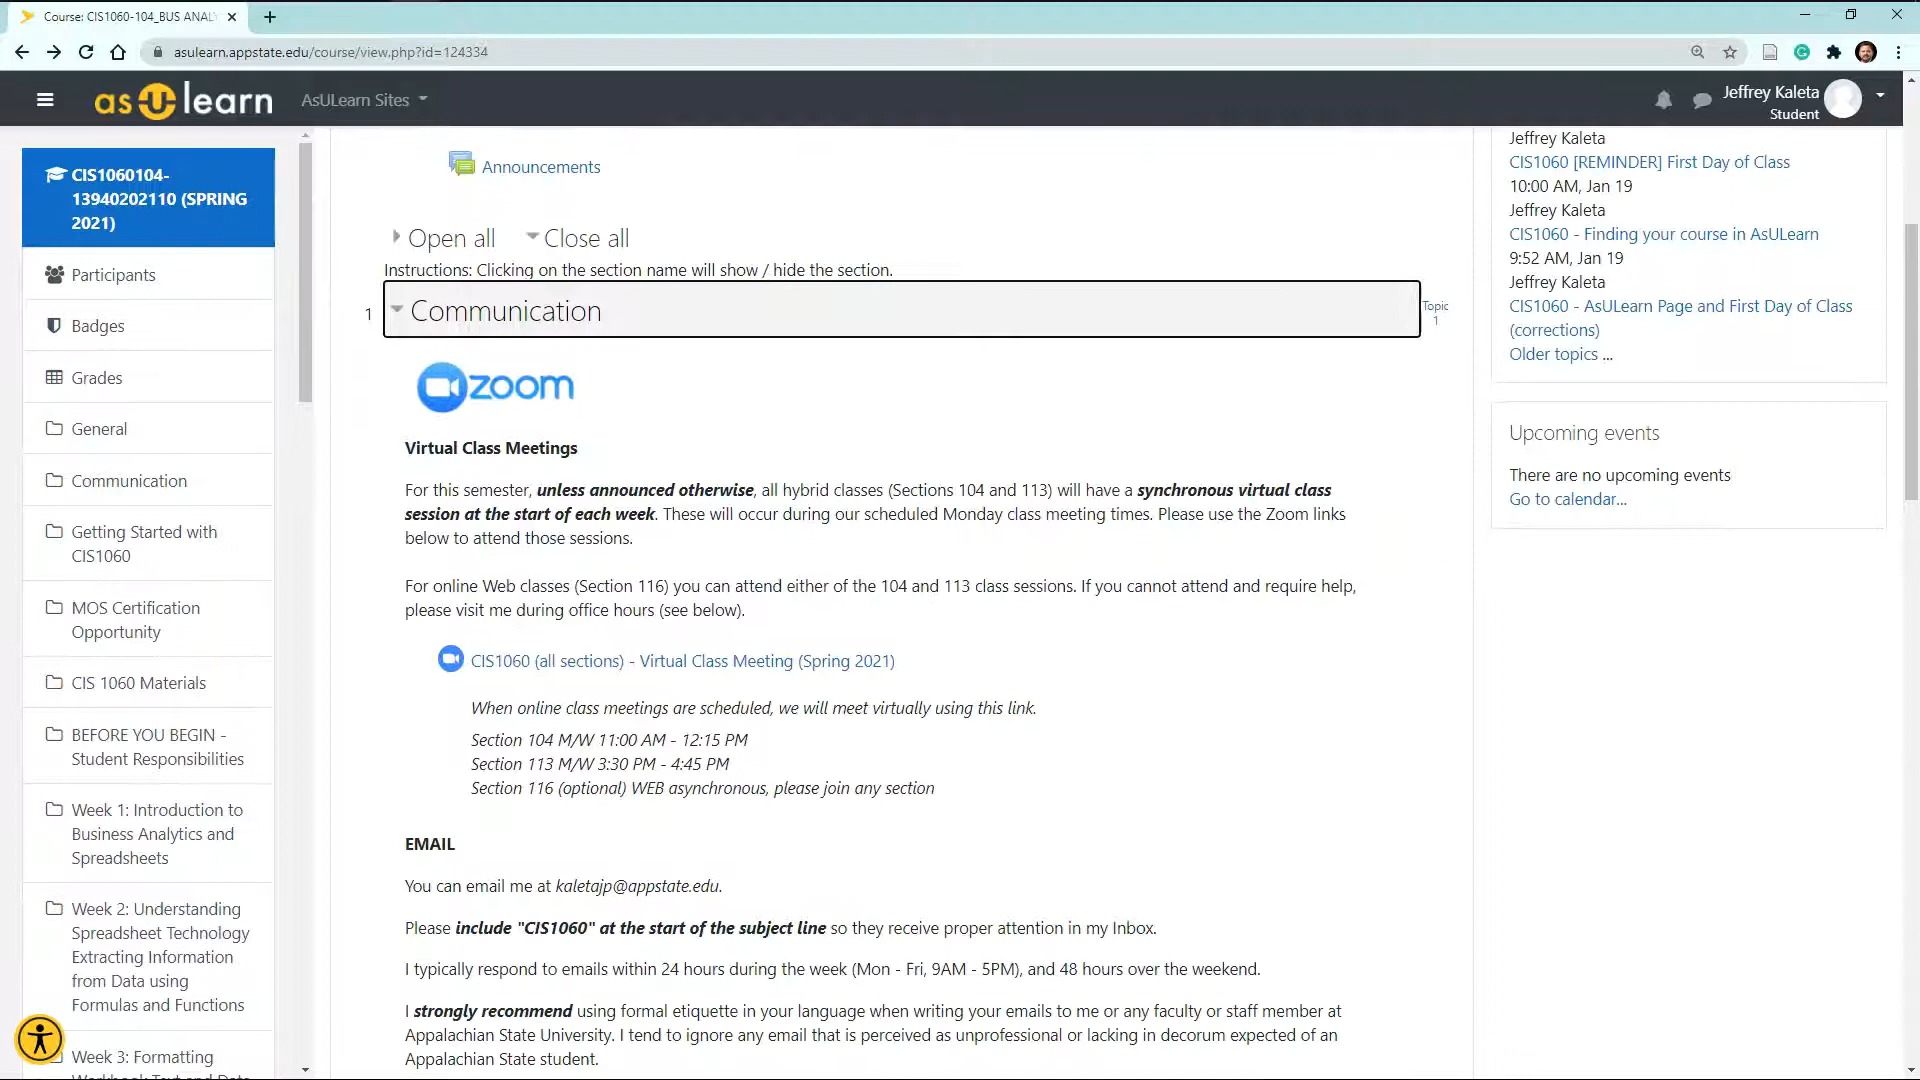 Course: CIS1060-104_BUS ANAL
asulearn.appstate.edu/course/view.php?id=124334
asUlearn
AsULearn Sites
Jeffrey Kaleta
Student
CIS1060104-
13940202110 (SPRING
2021)
Participants
Badges
Grades
General
Communication
Getting Started with
CIS1060
MOS Certification
Opportunity
CIS 1060 Materials
BEFORE YOU BEGIN -
Student Responsibilities
Week 1: Introduction to
Business Analytics and
Spreadsheets
Week 2: Understanding
Spreadsheet Technology
Extracting Information
from Data using
Formulas and Functions
Week 3: Formatting
Announcements
Open all
Close all
Instructions: Clicking on the section name will show / hide the section.
1
Communication
Topic
1
zoom
Virtual Class Meetings
For this semester, unless announced otherwise, all hybrid classes (Sections 104 and 113) will have a synchronous virtual class
session at the start of each week. These will occur during our scheduled Monday class meeting times. Please use the Zoom links
below to attend those sessions.
For online Web classes (Section 116) you can attend either of the 104 and 113 class sessions. If you cannot attend and require help,
please visit me during office hours (see below).
CIS1060 (all sections) - Virtual Class Meeting (Spring 2021)
When online class meetings are scheduled, we will meet virtually using this link.
Section 104 M/W 11:00 AM - 12:15 PM
Section 113 M/W 3:30 PM - 4:45 PM
Section 116 (optional) WEB asynchronous, please join any section
EMAIL
You can email me at kaletajp@appstate.edu.
Please include "CIS1060" at the start of the subject line so they receive proper attention in my Inbox.
I typically respond to emails within 24 hours during the week (Mon - Fri, 9AM - 5PM), and 48 hours over the weekend.
I strongly recommend using formal etiquette in your language when writing your emails to me or any faculty or staff member at
Appalachian State University. I tend to ignore any email that is perceived as unprofessional or lacking in decorum expected of an
Appalachian State student.
Jeffrey Kaleta
CIS1060 [REMINDER] First Day of Class
10:00 AM, Jan 19
Jeffrey Kaleta
CIS1060 - Finding your course in AsULearn
9:52 AM, Jan 19
Jeffrey Kaleta
CIS1060 - AsULearn Page and First Day of Class
(corrections)
Older topics ...
Upcoming events
There are no upcoming events
Go to calendar...